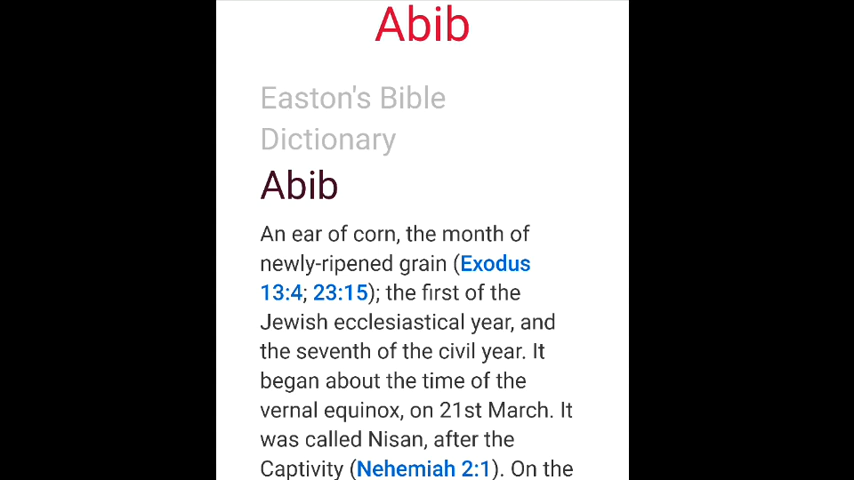 Abib
Easton's Bible
Dictionary
Abib
An ear of corn, the month of
newly-ripened grain (Exodus
13:4; 23:15); the first of the
Jewish ecclesiastical year, and
the seventh of the civil year. It
began about the time of the
vernal equinox, on 21st March. It
was called Nisan, after the
Captivity (Nehemiah 2:1). On the